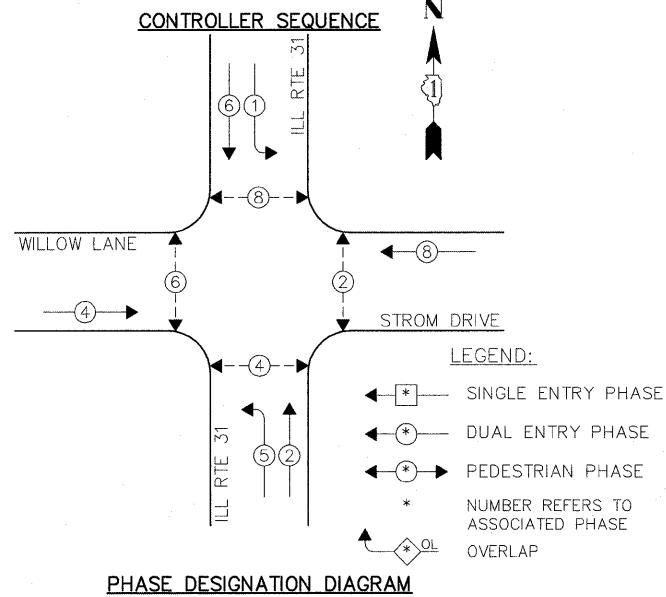 CONTROLLER SEQUENCE
N
ILL RTE 31
6
1
1
8
WILLOW LANE
8
6
2
4
STROM DRIVE
4
LEGEND:
* SINGLE ENTRY PHASE
* DUAL ENTRY PHASE
ILL RTE 31
5
2
* PEDESTRIAN PHASE
* NUMBER REFERS TO
ASSOCIATED PHASE
* OL OVERLAP
PHASE DESIGNATION DIAGRAM